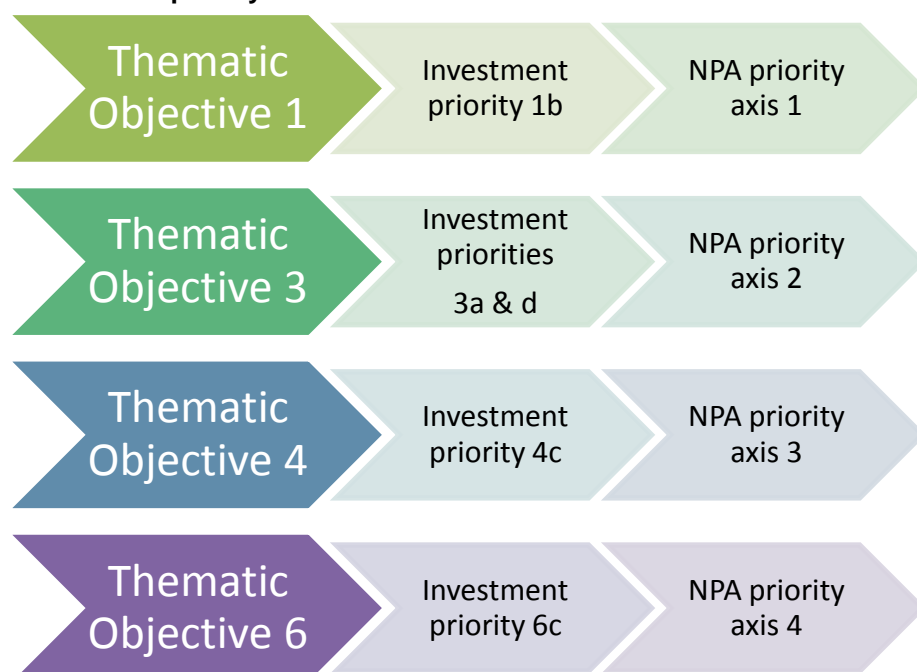 Thematic
Objective 1
Investment
priority 1b
NPA priority
axis 1
Thematic
Objective 3
Investment
priorities
3a & d
NPA priority
axis 2
Thematic
Objective 4
Investment
priority 4c
NPA priority
axis 3
Thematic
Objective 6
Investment
priority 6c
NPA priority
axis 4